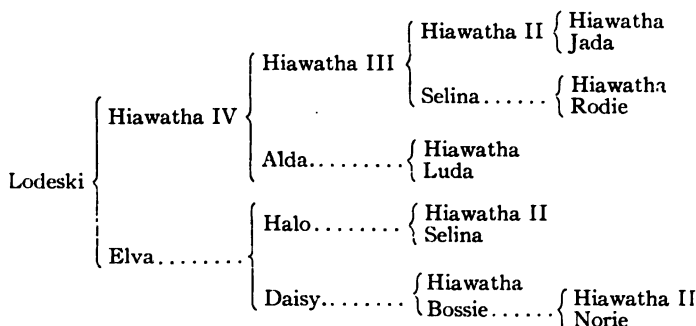 Hiawatha
Hiawatha II
Jada
Hiawatha III
Hiawatha
Selina......
Rodie
Hiawatha IV
Hiawatha
Alda.........
Luda
Lodeski
Hiawatha II
Halo........
Selina
Elva........
Hiawatha
Daisy........
Bossie......
Hiawatha II
Norie